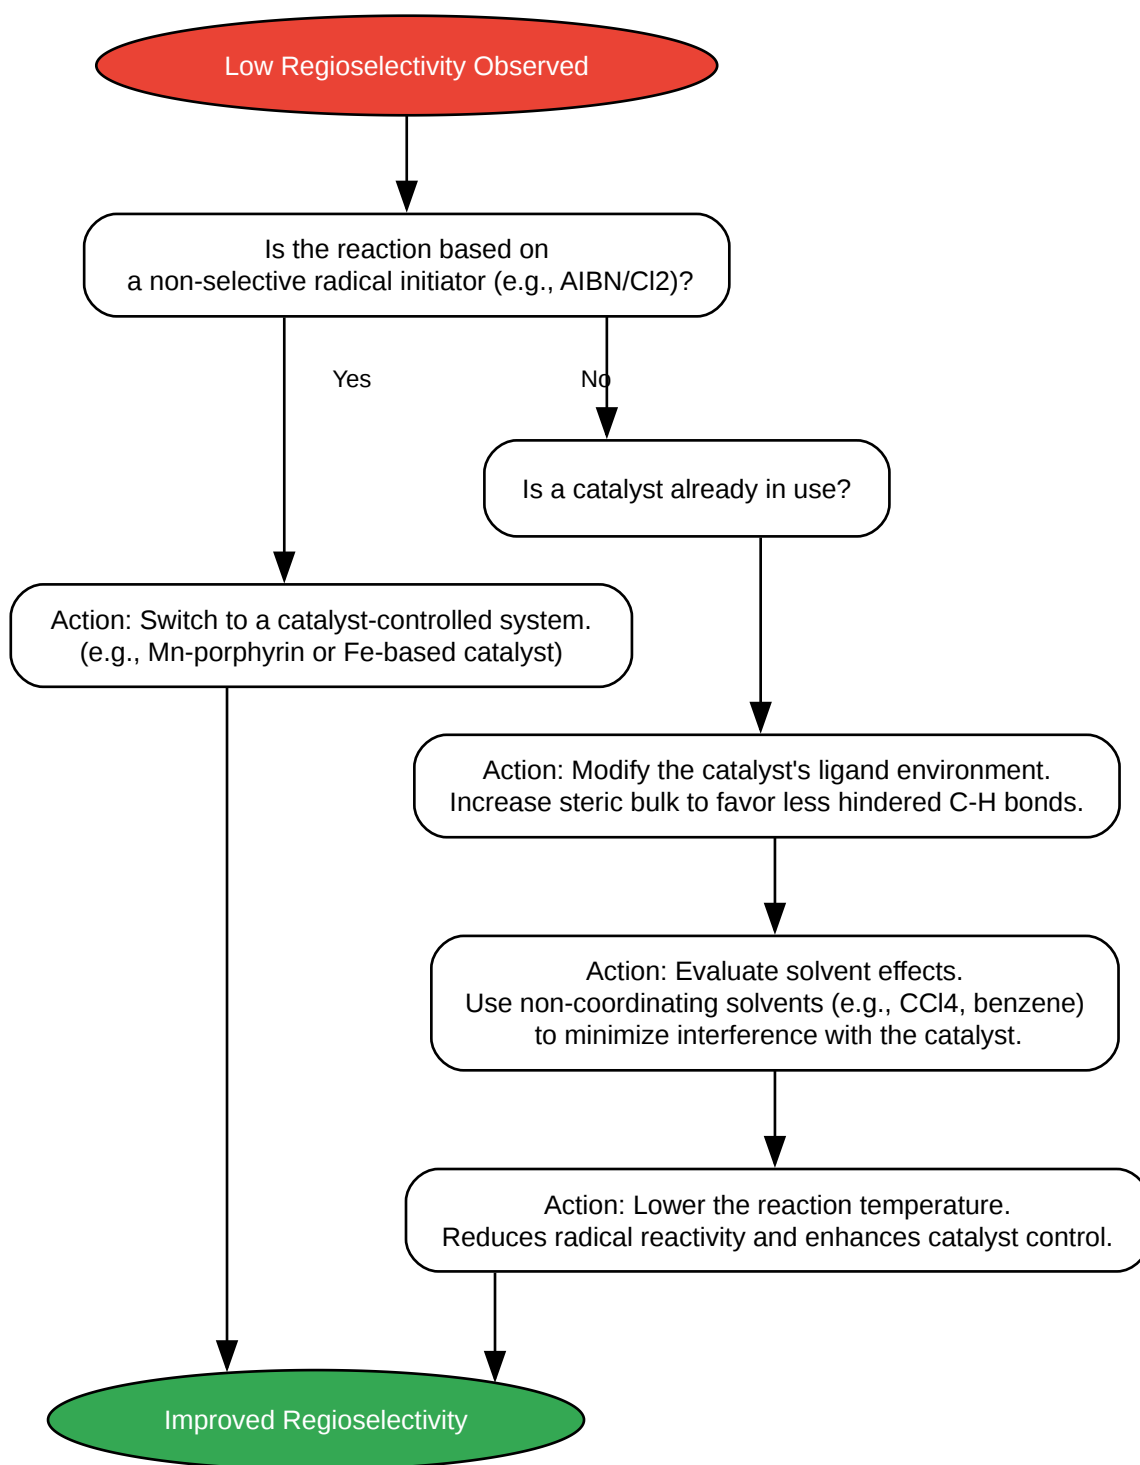 Low Regioselectivity Observed
Is the reaction based on
a non-selective radical initiator (e.g., AIBN/Cl2)?
Yes
No
Is a catalyst already in use?
Action: Switch to a catalyst-controlled system.
(e.g., Mn-porphyrin or Fe-based catalyst)
Action: Modify the catalyst's ligand environment.
Increase steric bulk to favor less hindered C-H bonds.
Action: Evaluate solvent effects.
Use non-coordinating solvents (e.g., CCl4, benzene)
to minimize interference with the catalyst.
Action: Lower the reaction temperature.
Reduces radical reactivity and enhances catalyst control.
Improved Regioselectivity